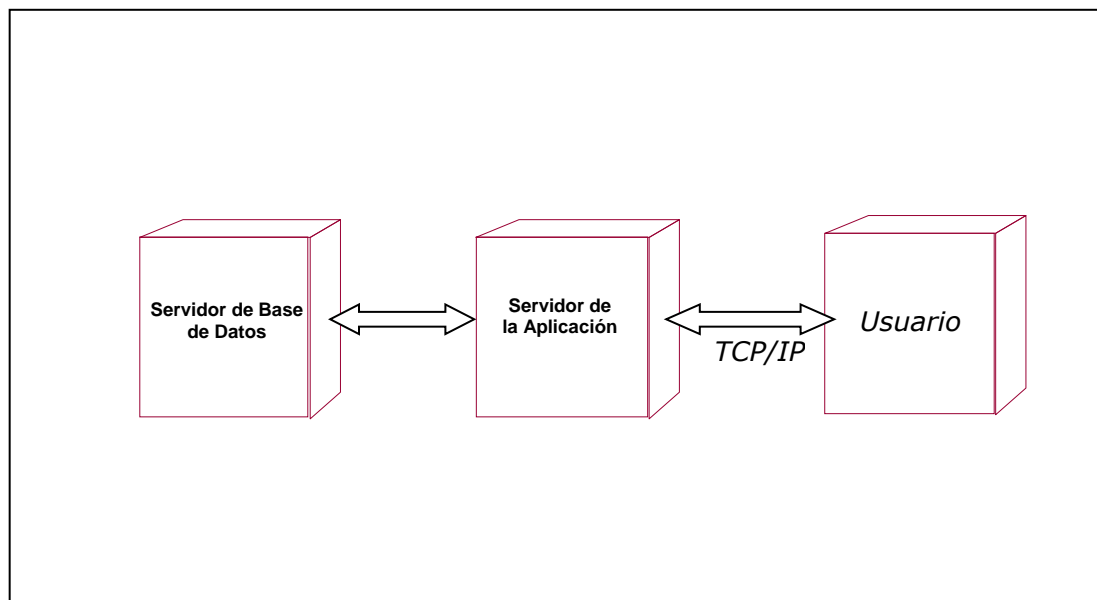 Servidor de Base
de Datos
Servidor de
la Aplicación
TCP/IP
Usuario